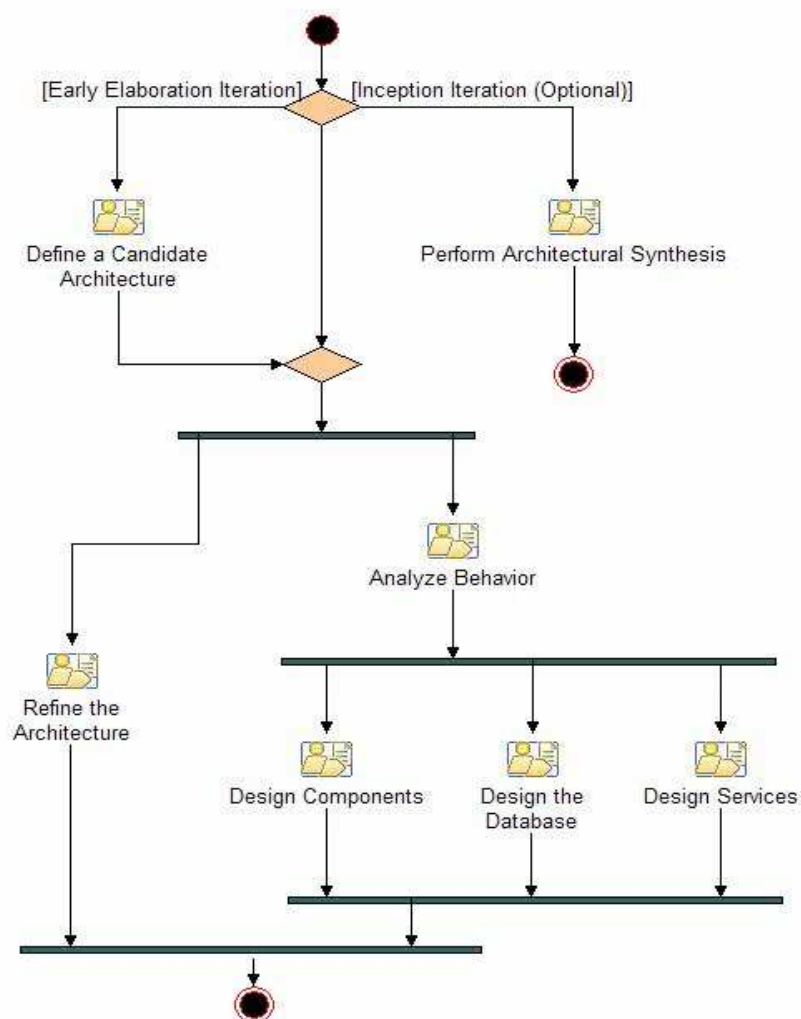 [Early Elaboration Iteration]
[Inception Iteration (Optional)]
Define a Candidate
Architecture
Perform Architectural Synthesis
Analyze Behavior
Refine the
Architecture
Design Components
Design the
Database
Design Services